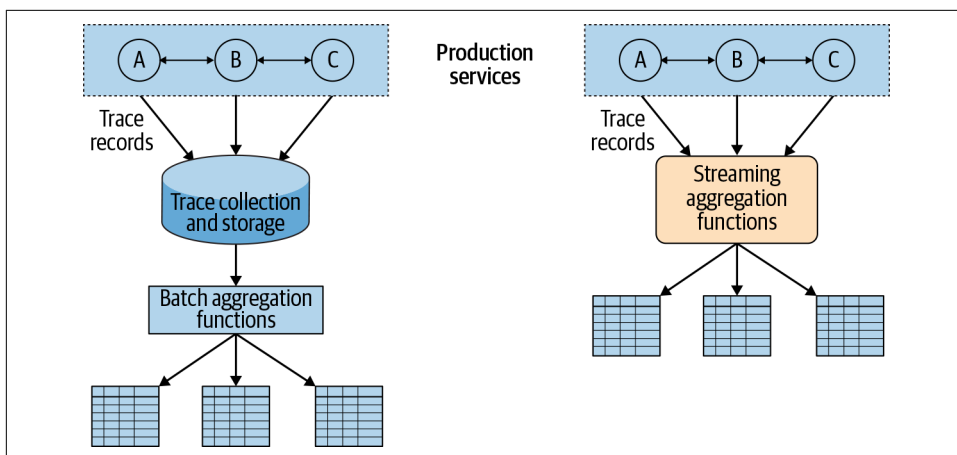 A
B
C
Trace
records
Trace collection
and storage
Batch aggregation
functions
Production
services
A
B
C
Trace
records
Streaming
aggregation
functions